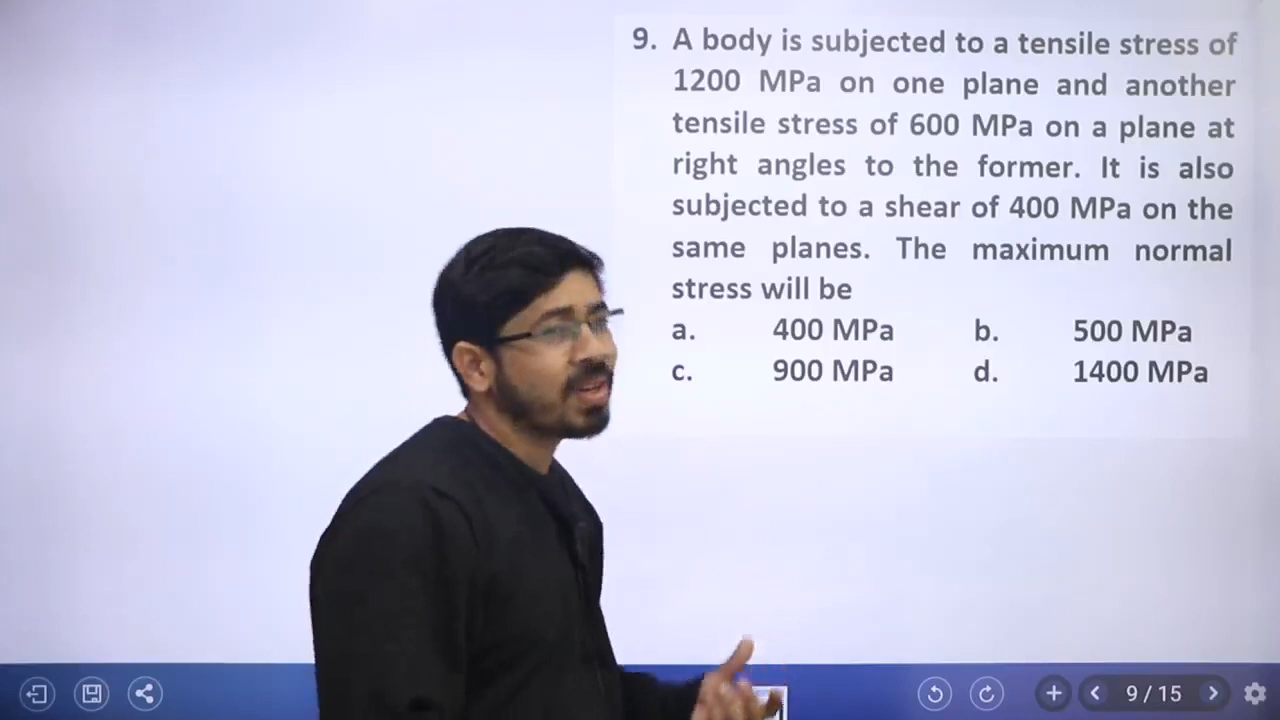 9. A body is subjected to a tensile stress of
1200 MPa on one plane and another
tensile stress of 600 MPa on a plane at
right angles to the former. It is also
subjected to a shear of 400 MPa on the
same planes. The maximum normal
stress will be
a. 400 MPa b. 500 MPa
c. 900 MPa d. 1400 MPa
9 / 15